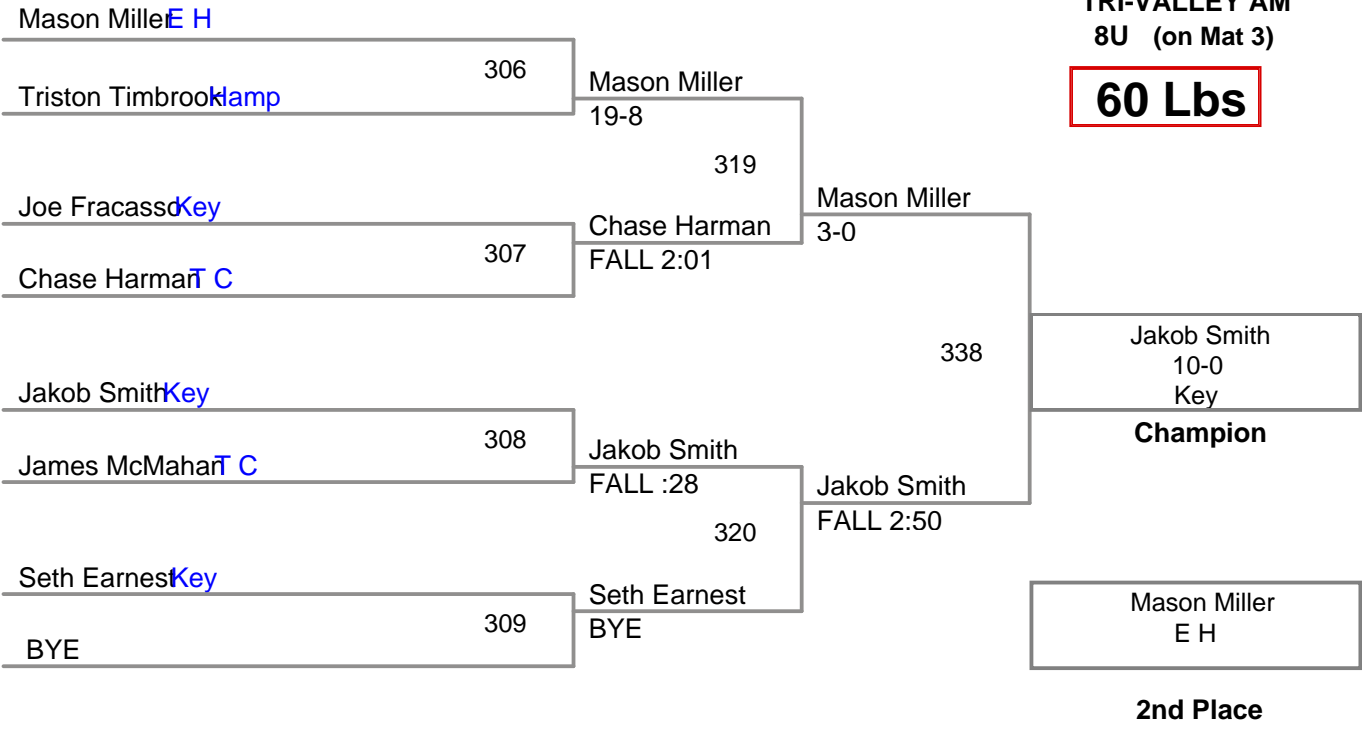 TRI-VALLEY AM
8U (on Mat 3)
60 Lbs
Mason Miller E H
306
Triston Timbrook Hamp
Mason Miller
19-8
319
Joe Fracasso Key
307
Chase Harman T C
Chase Harman
FALL 2:01
Mason Miller
3-0
338
Jakob Smith Key
308
James McMahan T C
Jakob Smith
FALL :28
320
Seth Earnest Key
309
BYE
Seth Earnest
BYE
Jakob Smith
FALL 2:50
Jakob Smith
10-0
Key
Champion
Mason Miller
E H
2nd Place